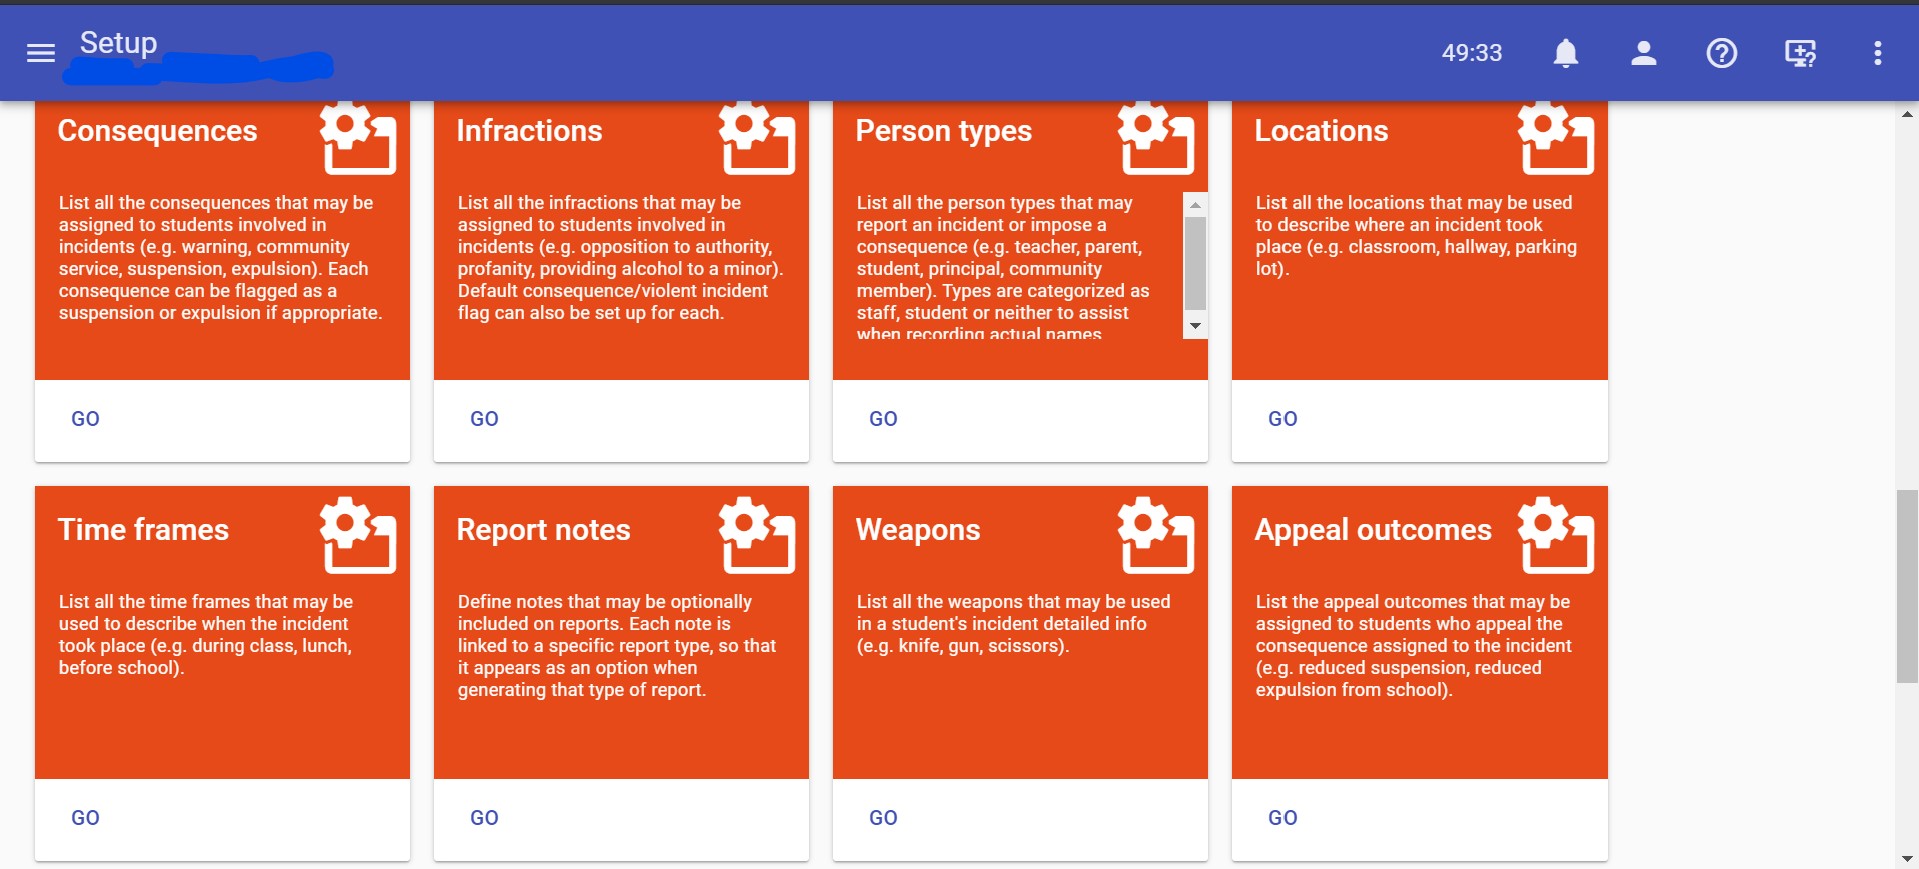 Setup
49:33
Consequences
List all the consequences that may be
assigned to students involved in
incidents (e.g. warning, community
service, suspension, expulsion). Each
consequence can be flagged as a
suspension or expulsion if appropriate.
GO
Infractions
List all the infractions that may be
assigned to students involved in
incidents (e.g. opposition to authority,
profanity, providing alcohol to a minor).
Default consequence/violent incident
flag can also be set up for each.
GO
Person types
List all the person types that may
report an incident or impose a
consequence (e.g. teacher, parent,
student, principal, community
member). Types are categorized as
staff, student or neither to assist
when recording actual names
GO
Locations
List all the locations that may be used
to describe where an incident took
place (e.g. classroom, hallway, parking
lot).
GO
Time frames
List all the time frames that may be
used to describe when the incident
took place (e.g. during class, lunch,
before school).
GO
Report notes
Define notes that may be optionally
included on reports. Each note is
linked to a specific report type, so that
it appears as an option when
generating that type of report.
GO
Weapons
List all the weapons that may be used
in a student's incident detailed info
(e.g. knife, gun, scissors).
GO
Appeal outcomes
List the appeal outcomes that may be
assigned to students who appeal the
consequence assigned to the incident
(e.g. reduced suspension, reduced
expulsion from school).
GO